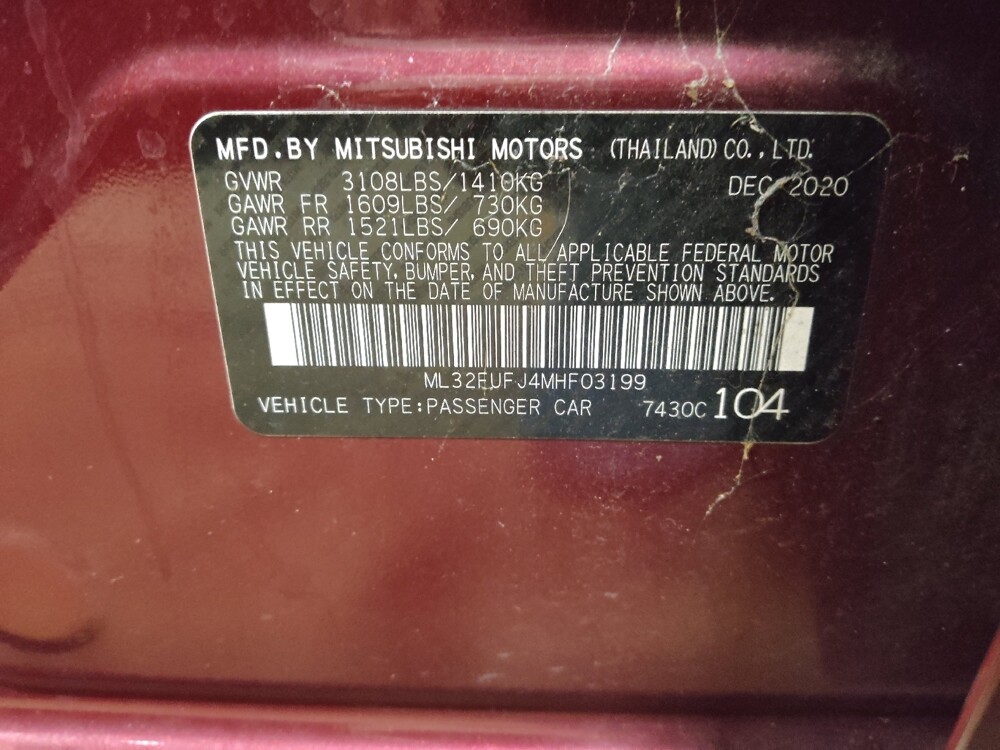 MFD.BY MITSUBISHI MOTORS (THAILAND) CO.,LTD.
GVWR 3108LBS/1410KG DEC 2020
GAWR FR 1609LBS/ 730KG
GAWR RR 1521LBS/ 690KG
THIS VEHICLE CONFORMS TO ALL APPLICABLE FEDERAL MOTOR
VEHICLE SAFETY, BUMPER, AND THEFT PREVENTION STANDARDS
IN EFFECT ON THE DATE OF MANUFACTURE SHOWN ABOVE.
ML32FUFJ4MHF03199
VEHICLE TYPE:PASSENGER CAR 7430C 104